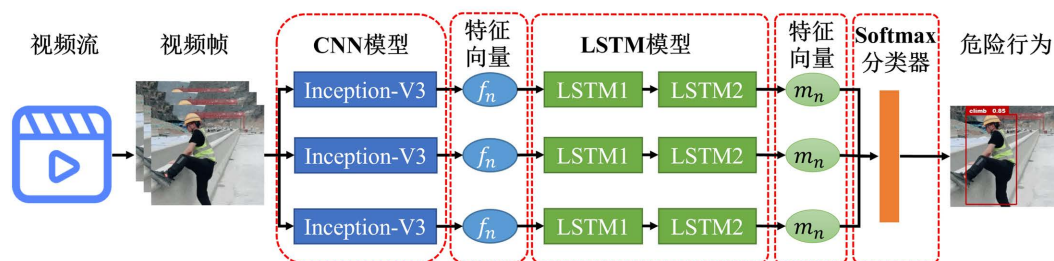 视频流
视频帧
CNN模型
特征
向量
LSTM模型
特征
向量
Softmax
分类器
危险行为
Inception-V3
fn
LSTM1
LSTM2
mn
Inception-V3
fn
LSTM1
LSTM2
mn
Inception-V3
fn
LSTM1
LSTM2
mn
climb 0.85